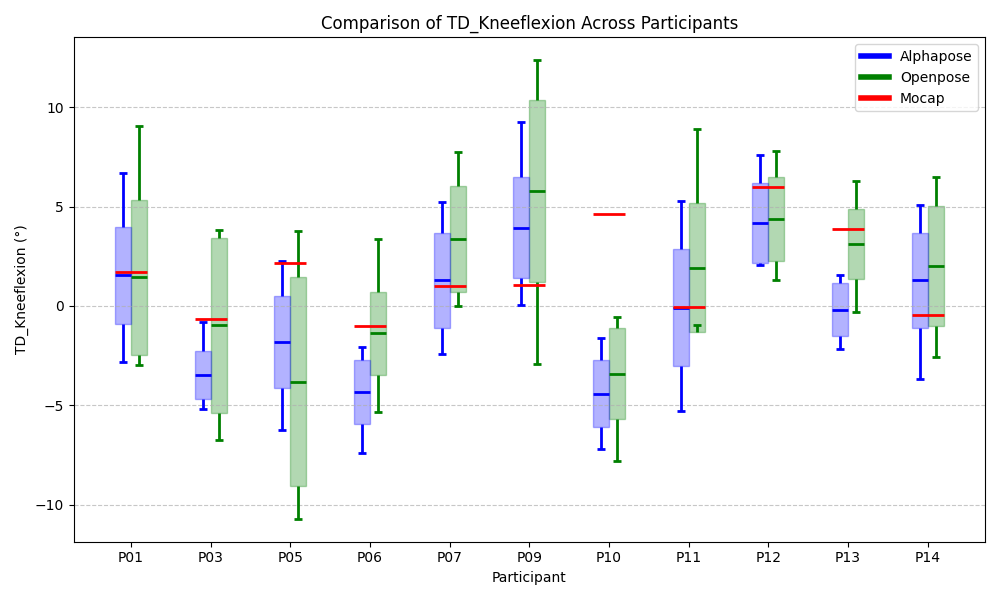 Comparison of TD_Kneeflexion Across Participants
Alphapose
Openpose
Mocap
TD_Kneeflexion (°)
10
5
0
−5
−10
P01 P03 P05 P06 P07 P09 P10 P11 P12 P13 P14
Participant